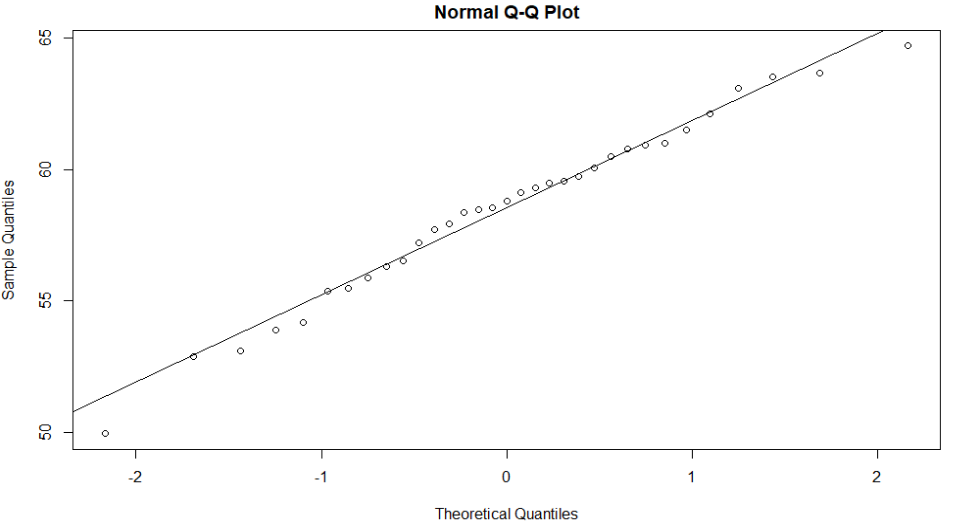 Normal Q-Q Plot
65
60
55
50
Sample Quantiles
-2 -1 0 1 2
Theoretical Quantiles